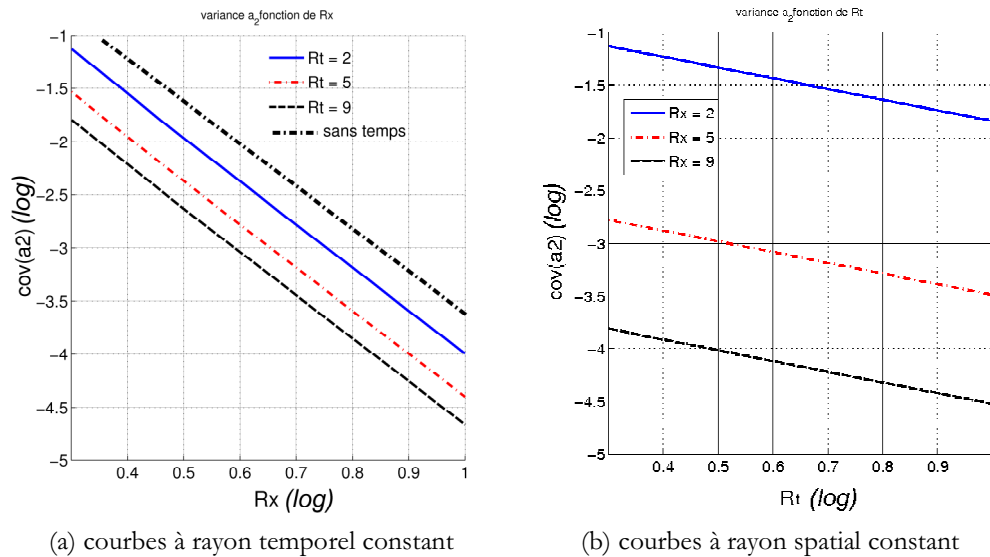 variance a2fonction de Rx
-1
-1.5
-2
-2.5
-3
-3.5
-4
-4.5
-5
cov(a2) (log)
Rt = 2
Rt = 5
Rt = 9
sans temps
0.4 0.5 0.6 0.7 0.8 0.9 1
Rx (log)
(a) courbes à rayon temporel constant
variance a2fonction de Rt
-1
-1.5
-2
-2.5
-3
-3.5
-4
-4.5
-5
cov(a2) (log)
Rx = 2
Rx = 5
Rx = 9
0.4 0.5 0.6 0.7 0.8 0.9
Rt (log)
(b) courbes à rayon spatial constant